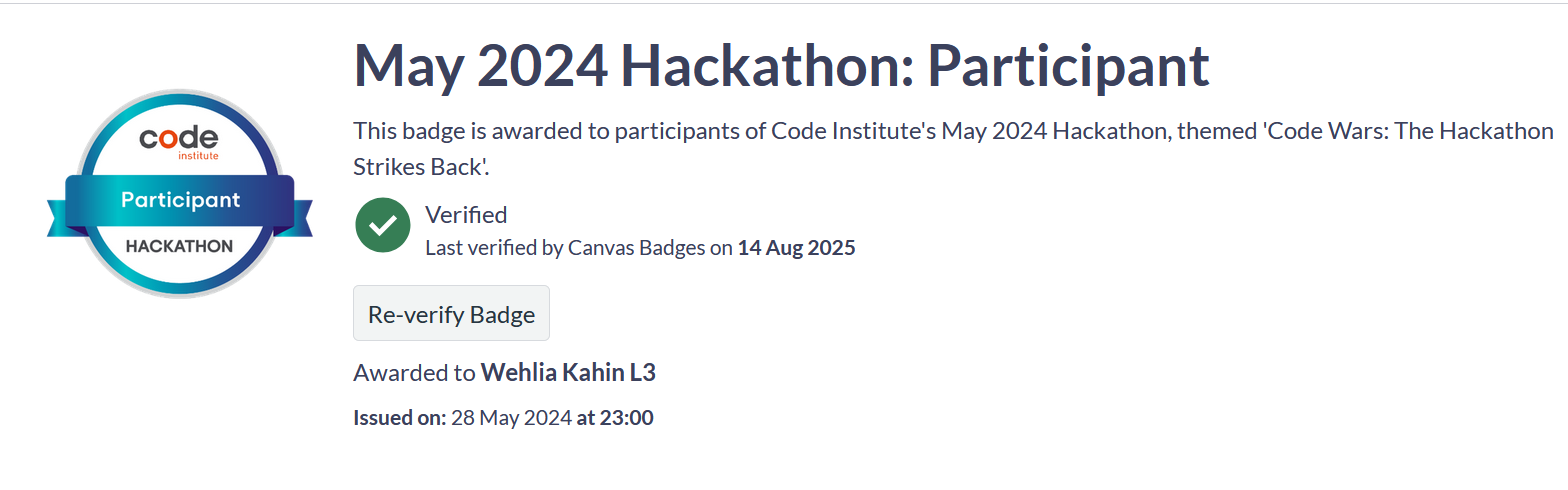 May 2024 Hackathon: Participant
This badge is awarded to participants of Code Institute's May 2024 Hackathon, themed 'Code Wars: The Hackathon
Strikes Back'.
code
institute
Participant
HACKATHON
Verified
Last verified by Canvas Badges on 14 Aug 2025
Re-verify Badge
Awarded to Wehlia Kahin L3
Issued on: 28 May 2024 at 23:00